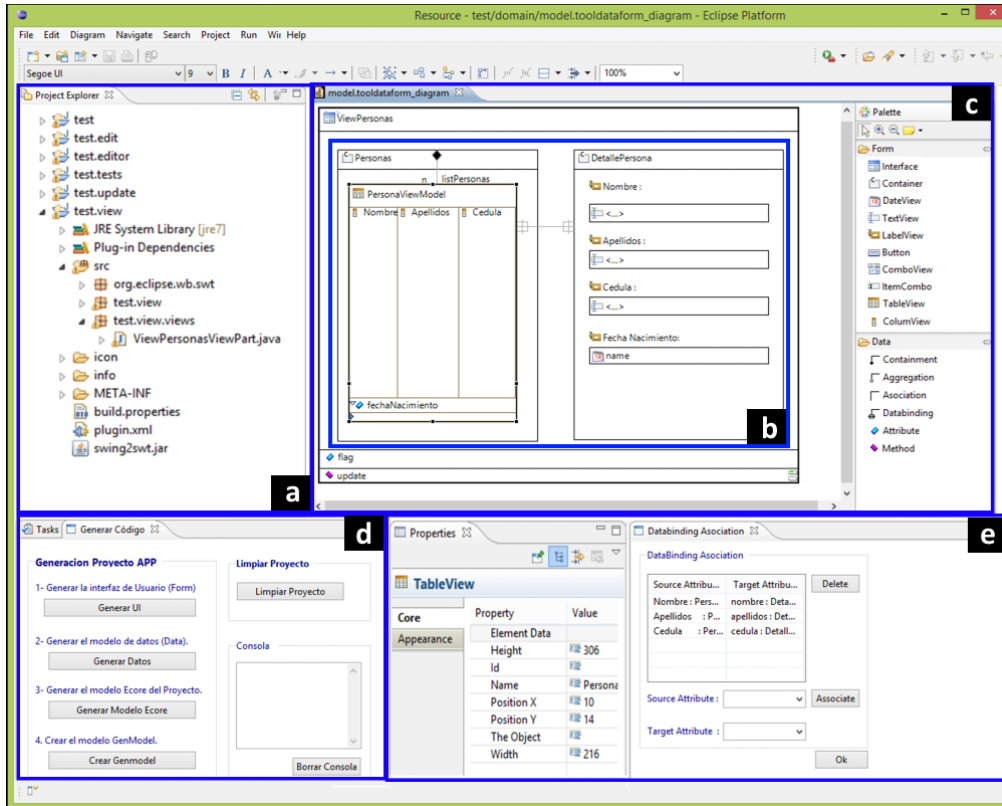 Resource - test/domain/model.tooldataform_diagram - Eclipse Platform
File Edit Diagram Navigate Search Project Run Wir Help
Segoe UI 9 B I A 100%
Project Explorer
test
test.edit
test.editor
test.tests
test.update
test.view
JRE System Library [jre7]
Plug-in Dependencies
src
org.eclipse.wb.swt
test.view
test.view.views
ViewPersonasViewPart.java
icon
info
META-INF
build.properties
plugin.xml
swing2swt.jar
a
model.tooldataform_diagram
ViewPersonas
Personas
n listPersonas
PersonaViewModel
Nombre Apellidos Cedula
fechaNacimiento
DetallePersona
Nombre :
<...>
Apellidos :
<...>
Cedula :
<...>
Fecha Nacimiento:
name
b
flag
update
c
Palette
Form
Interface
Container
DateView
TextView
LabelView
Button
ComboView
ItemCombo
TableView
ColumView
Data
Containment
Aggregation
Asociation
Databinding
Attribute
Method
Tasks Generar Código
d
Generacion Proyecto APP
1- Generar la interfaz de Usuario (Form)
Generar UI
2- Generar el modelo de datos (Data).
Generar Datos
3- Generar el modelo Ecore del Proyecto.
Generar Modelo Ecore
4. Crear el modelo GenModel.
Crear Genmodel
Limpiar Proyecto
Limpiar Proyecto
Consola
Borrar Consola
Properties
TableView
Core
Appearance
Property Value
Element Data
Height 306
Id
Name Persona
Position X 10
Position Y 14
The Object
Width 216
Databinding Asociation
e
DataBinding Asociation
Source Attribu... Target Attribu...
Nombre : Pers... nombre : Deta...
Apellidos : P... apellidos : Det...
Cedula : Per... cedula : Detall...
Delete
Source Attribute : Associate
Target Attribute :
Ok